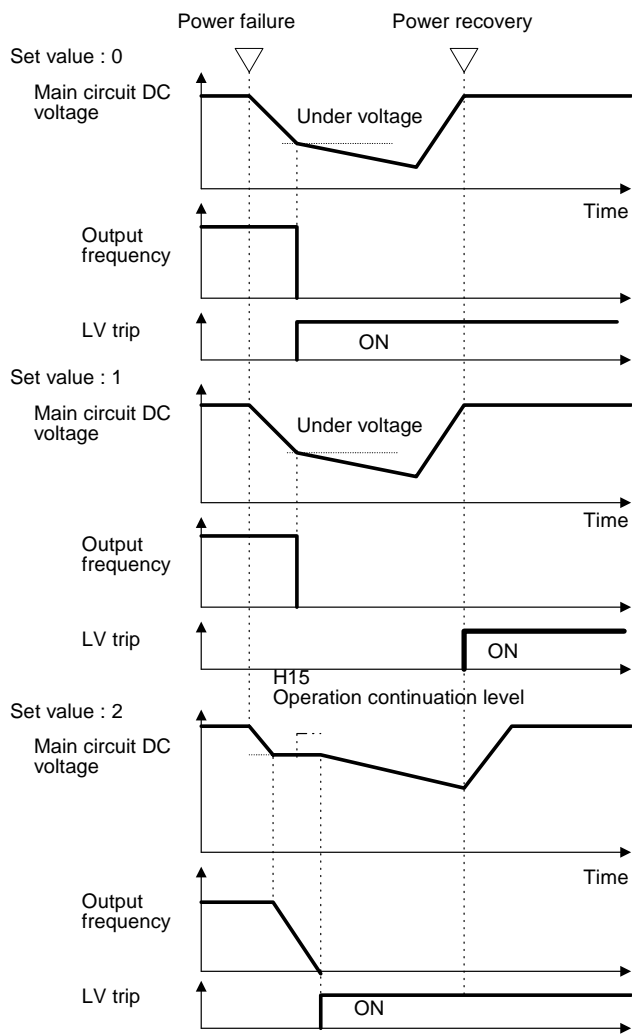 Power failure Power recovery
Set value : 0
Main circuit DC
voltage
Under voltage
Time
Output
frequency
LV trip
ON
Set value : 1
Main circuit DC
voltage
Under voltage
Time
Output
frequency
LV trip
ON
H15
Operation continuation level
Set value : 2
Main circuit DC
voltage
Time
Output
frequency
LV trip
ON